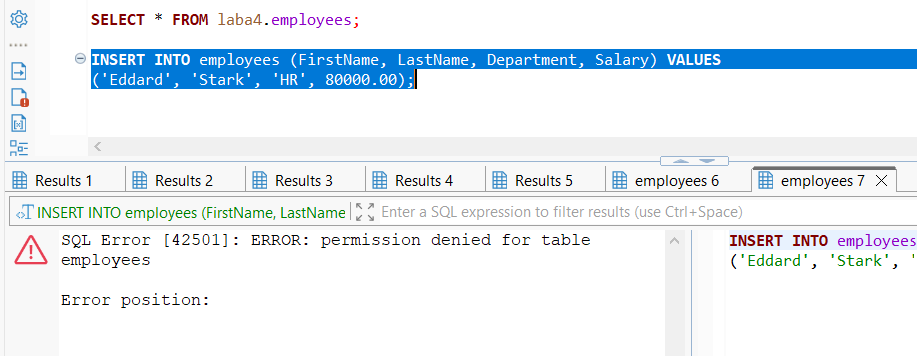 SELECT * FROM laba4.employees;
INSERT INTO employees (FirstName, LastName, Department, Salary) VALUES
('Eddard', 'Stark', 'HR', 80000.00);
Results 1 Results 2 Results 3 Results 4 Results 5 employees 6 employees 7
INSERT INTO employees (FirstName, LastName Enter a SQL expression to filter results (use Ctrl+Space)
SQL Error [42501]: ERROR: permission denied for table
employees
Error position:
INSERT INTO employees
('Eddard', 'Stark', '